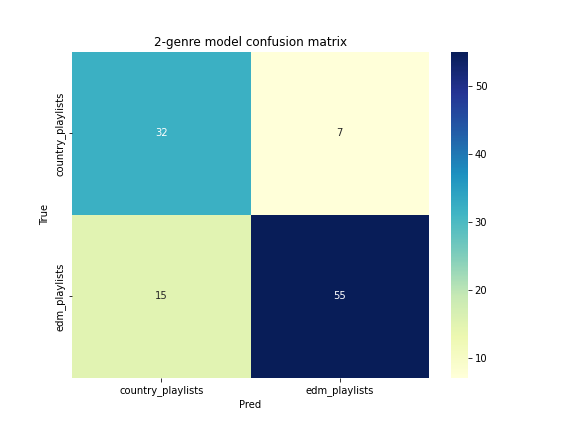 2-genre model confusion matrix
True
country_playlists
edm_playlists
32
7
15
55
country_playlists
edm_playlists
Pred
50
40
30
20
10